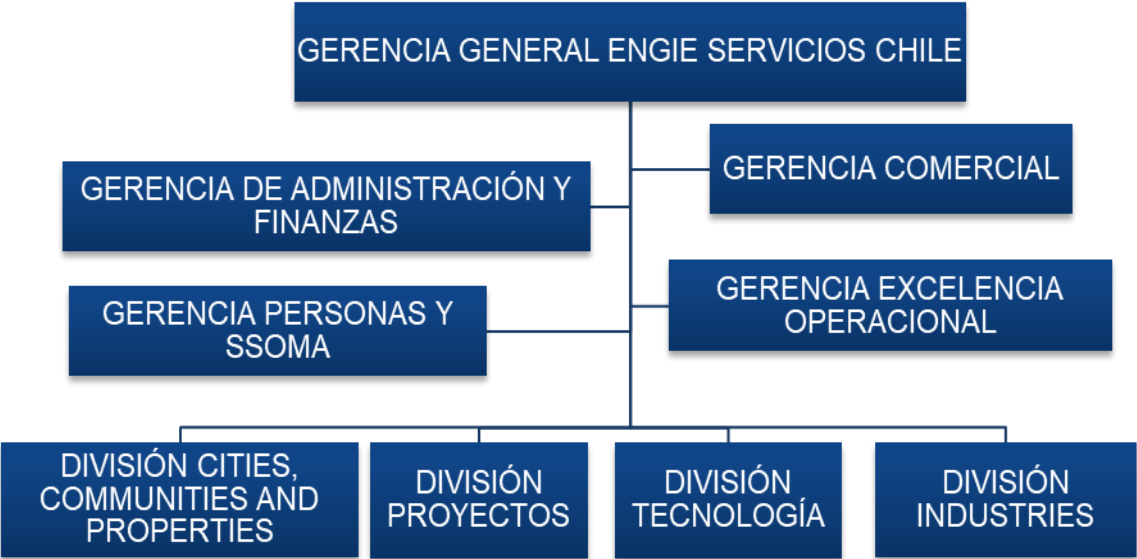 GERENCIA GENERAL ENGIE SERVICIOS CHILE
GERENCIA COMERCIAL
GERENCIA DE ADMINISTRACIÓN Y
FINANZAS
GERENCIA EXCELENCIA
OPERACIONAL
GERENCIA PERSONAS Y
SSOMA
DIVISIÓN CITIES,
COMMUNITIES AND
PROPERTIES
DIVISIÓN
PROYECTOS
DIVISIÓN
TECNOLOGÍA
DIVISIÓN
INDUSTRIES